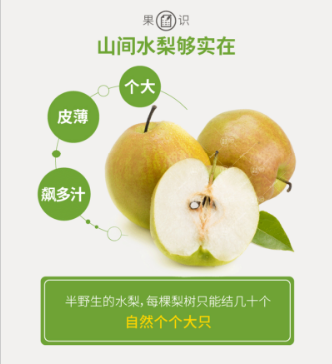 果识
山间水梨够实在
个大
皮薄
飙多汁
半野生的水梨,每棵梨树只能结几十个
自然个个大只